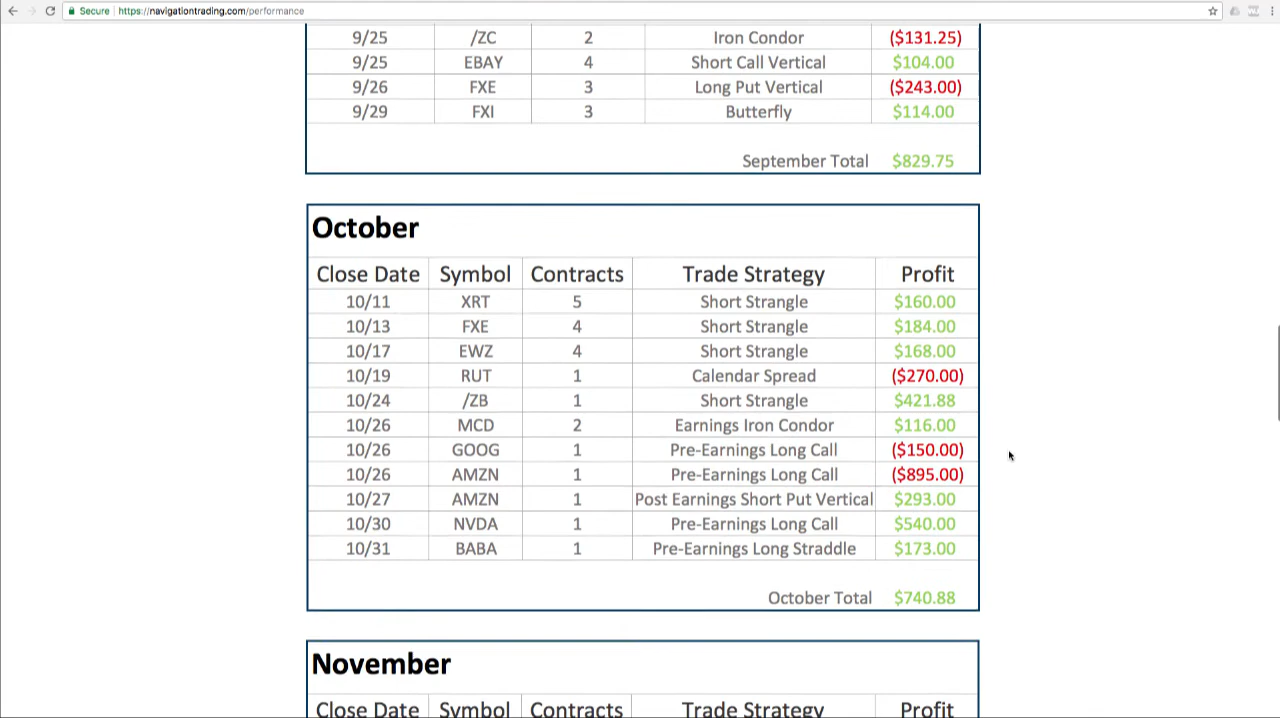 Secure https://navigationtrading.com/performance
9/25 /ZC 2 Iron Condor ($131.25)
9/25 EBAY 4 Short Call Vertical $104.00
9/26 FXE 3 Long Put Vertical ($243.00)
9/29 FXI 3 Butterfly $114.00
September Total $829.75
October
Close Date Symbol Contracts Trade Strategy Profit
10/11 XRT 5 Short Strangle $160.00
10/13 FXE 4 Short Strangle $184.00
10/17 EWZ 4 Short Strangle $168.00
10/19 RUT 1 Calendar Spread ($270.00)
10/24 /ZB 1 Short Strangle $421.88
10/26 MCD 2 Earnings Iron Condor $116.00
10/26 GOOG 1 Pre-Earnings Long Call ($150.00)
10/26 AMZN 1 Pre-Earnings Long Call ($895.00)
10/27 AMZN 1 Post Earnings Short Put Vertical $293.00
10/30 NVDA 1 Pre-Earnings Long Call $540.00
10/31 BABA 1 Pre-Earnings Long Straddle $173.00
October Total $740.88
November
Close Date Symbol Contracts Trade Strategy Profit